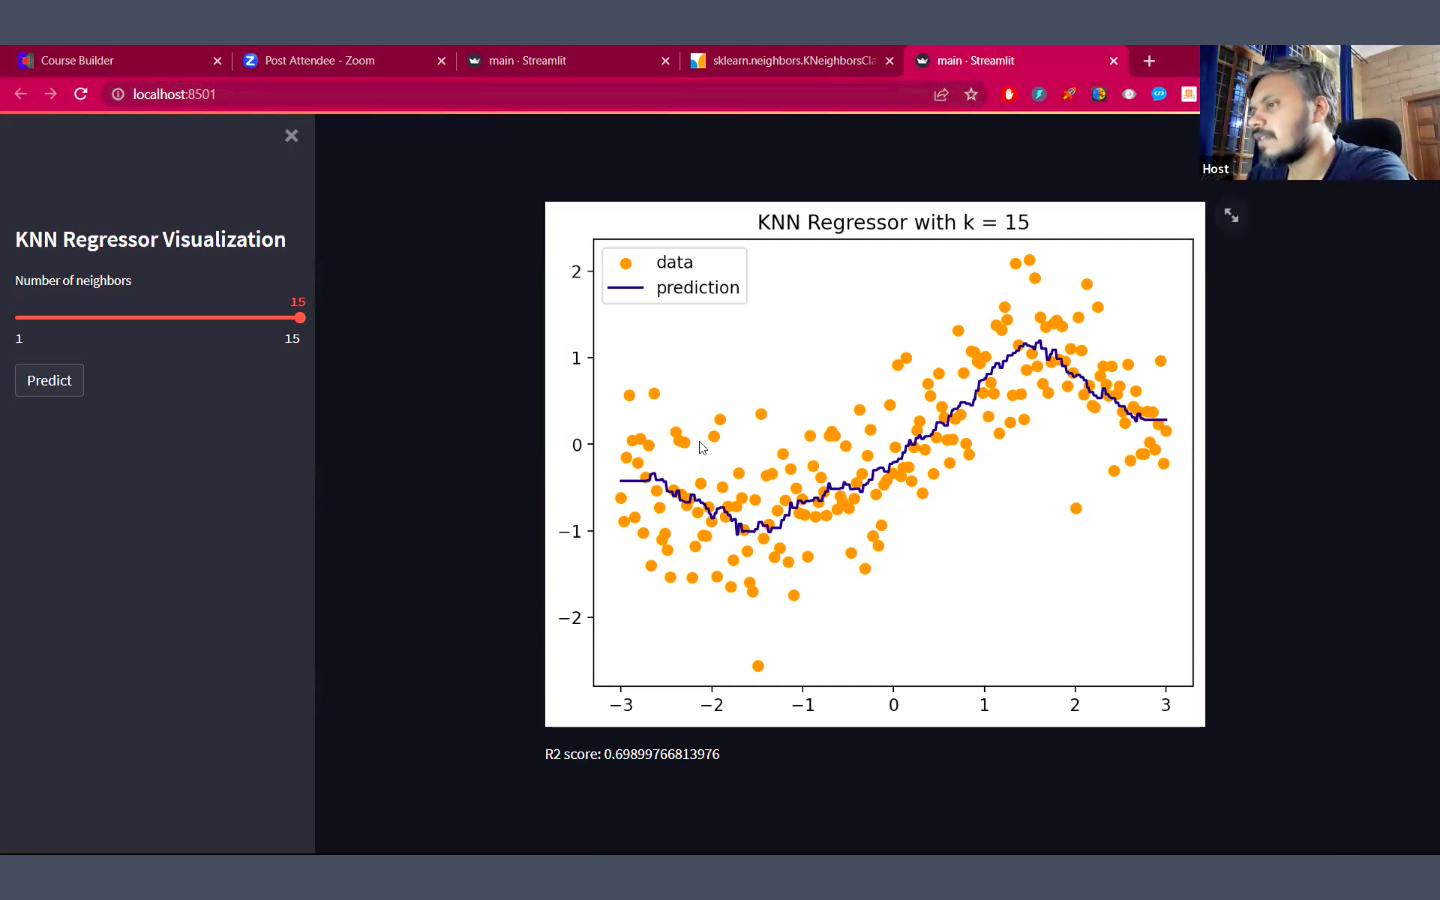 Course Builder
Post Attendee - Zoom
main · Streamlit
sklearn.neighbors.KNeighborsCla
main · Streamlit
localhost:8501
Host
KNN Regressor Visualization
Number of neighbors
15
1
15
Predict
KNN Regressor with k = 15
data
prediction
2
1
0
−1
−2
−3
−2
−1
0
1
2
3
R2 score: 0.69899766813976